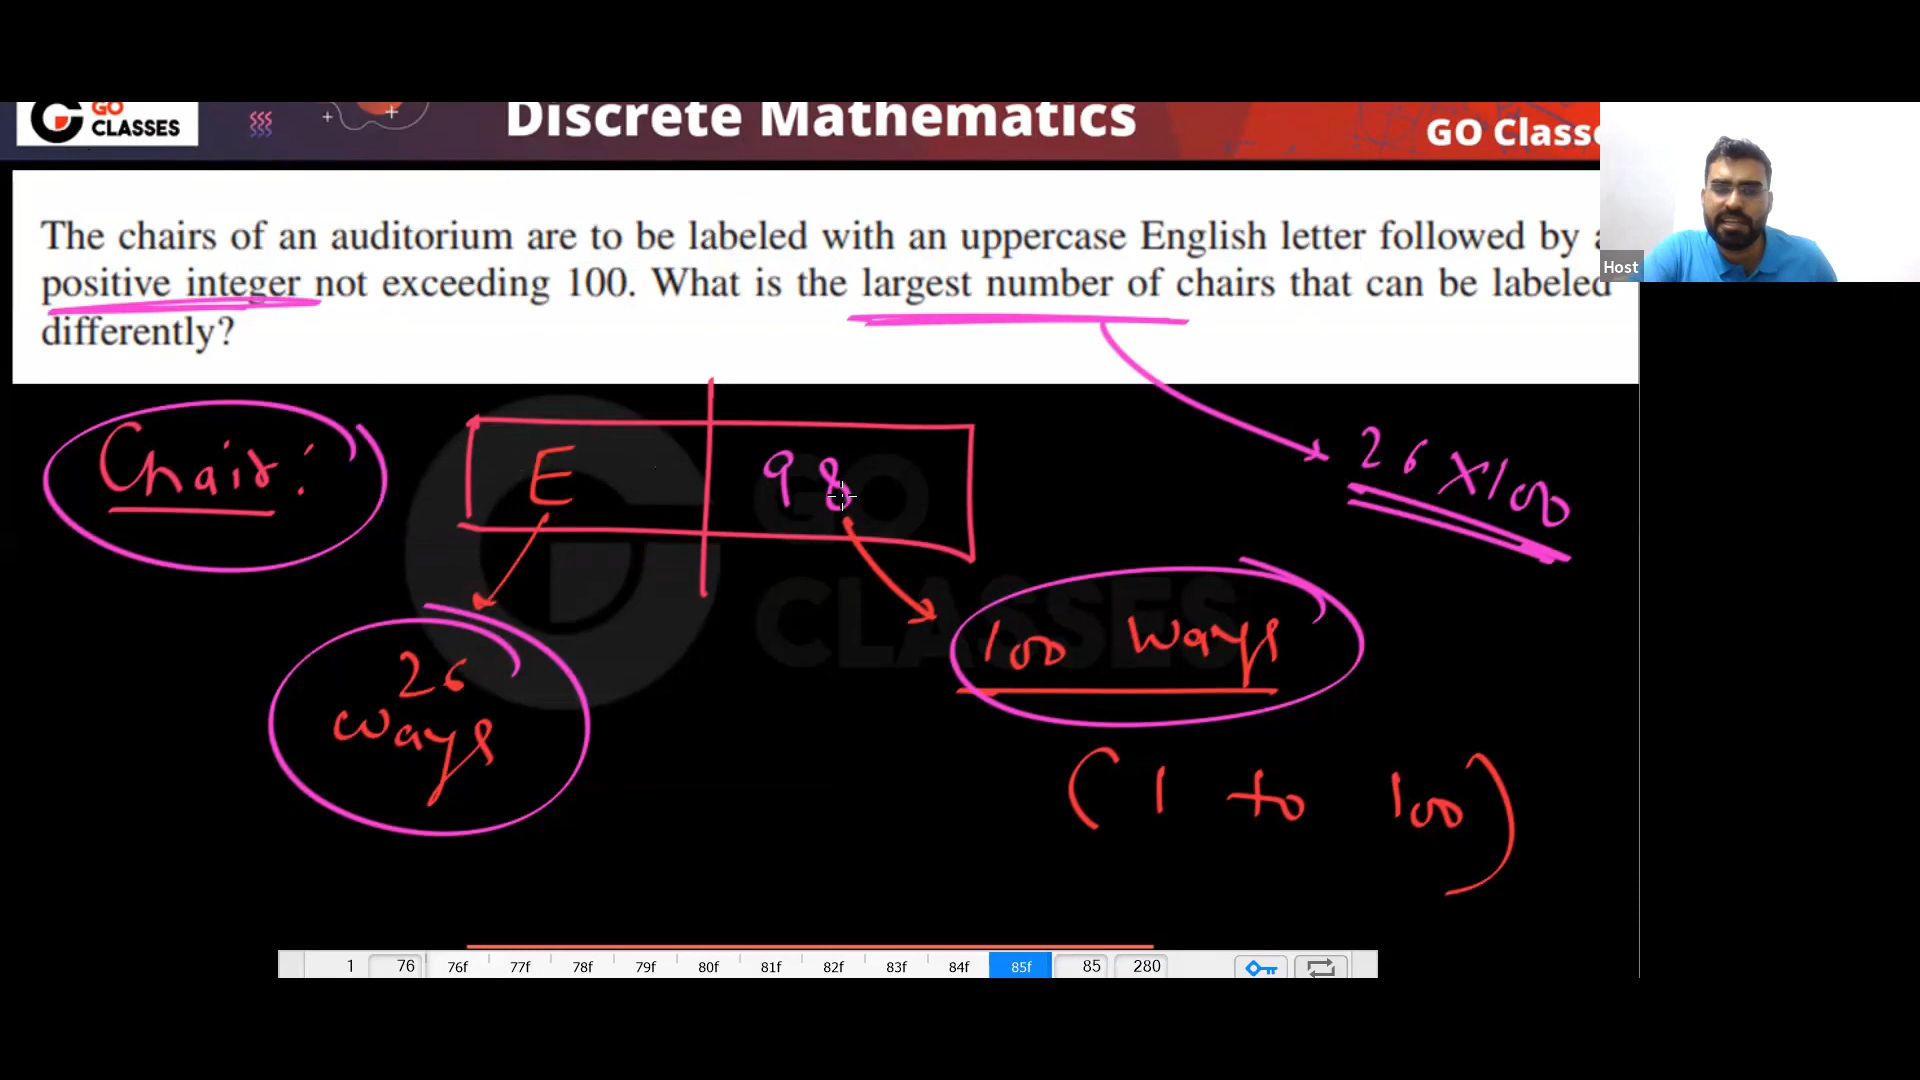 GO
CLASSES
Discrete Mathematics
GO Classe
The chairs of an auditorium are to be labeled with an uppercase English letter followed by a
positive integer not exceeding 100. What is the largest number of chairs that can be labeled
differently?
Host
Chair:
E
98
26 X 100
GO
CLASSES
26
ways
100 ways
(1 to 100)
1 76 76f 77f 78f 79f 80f 81f 82f 83f 84f 85f 85 280